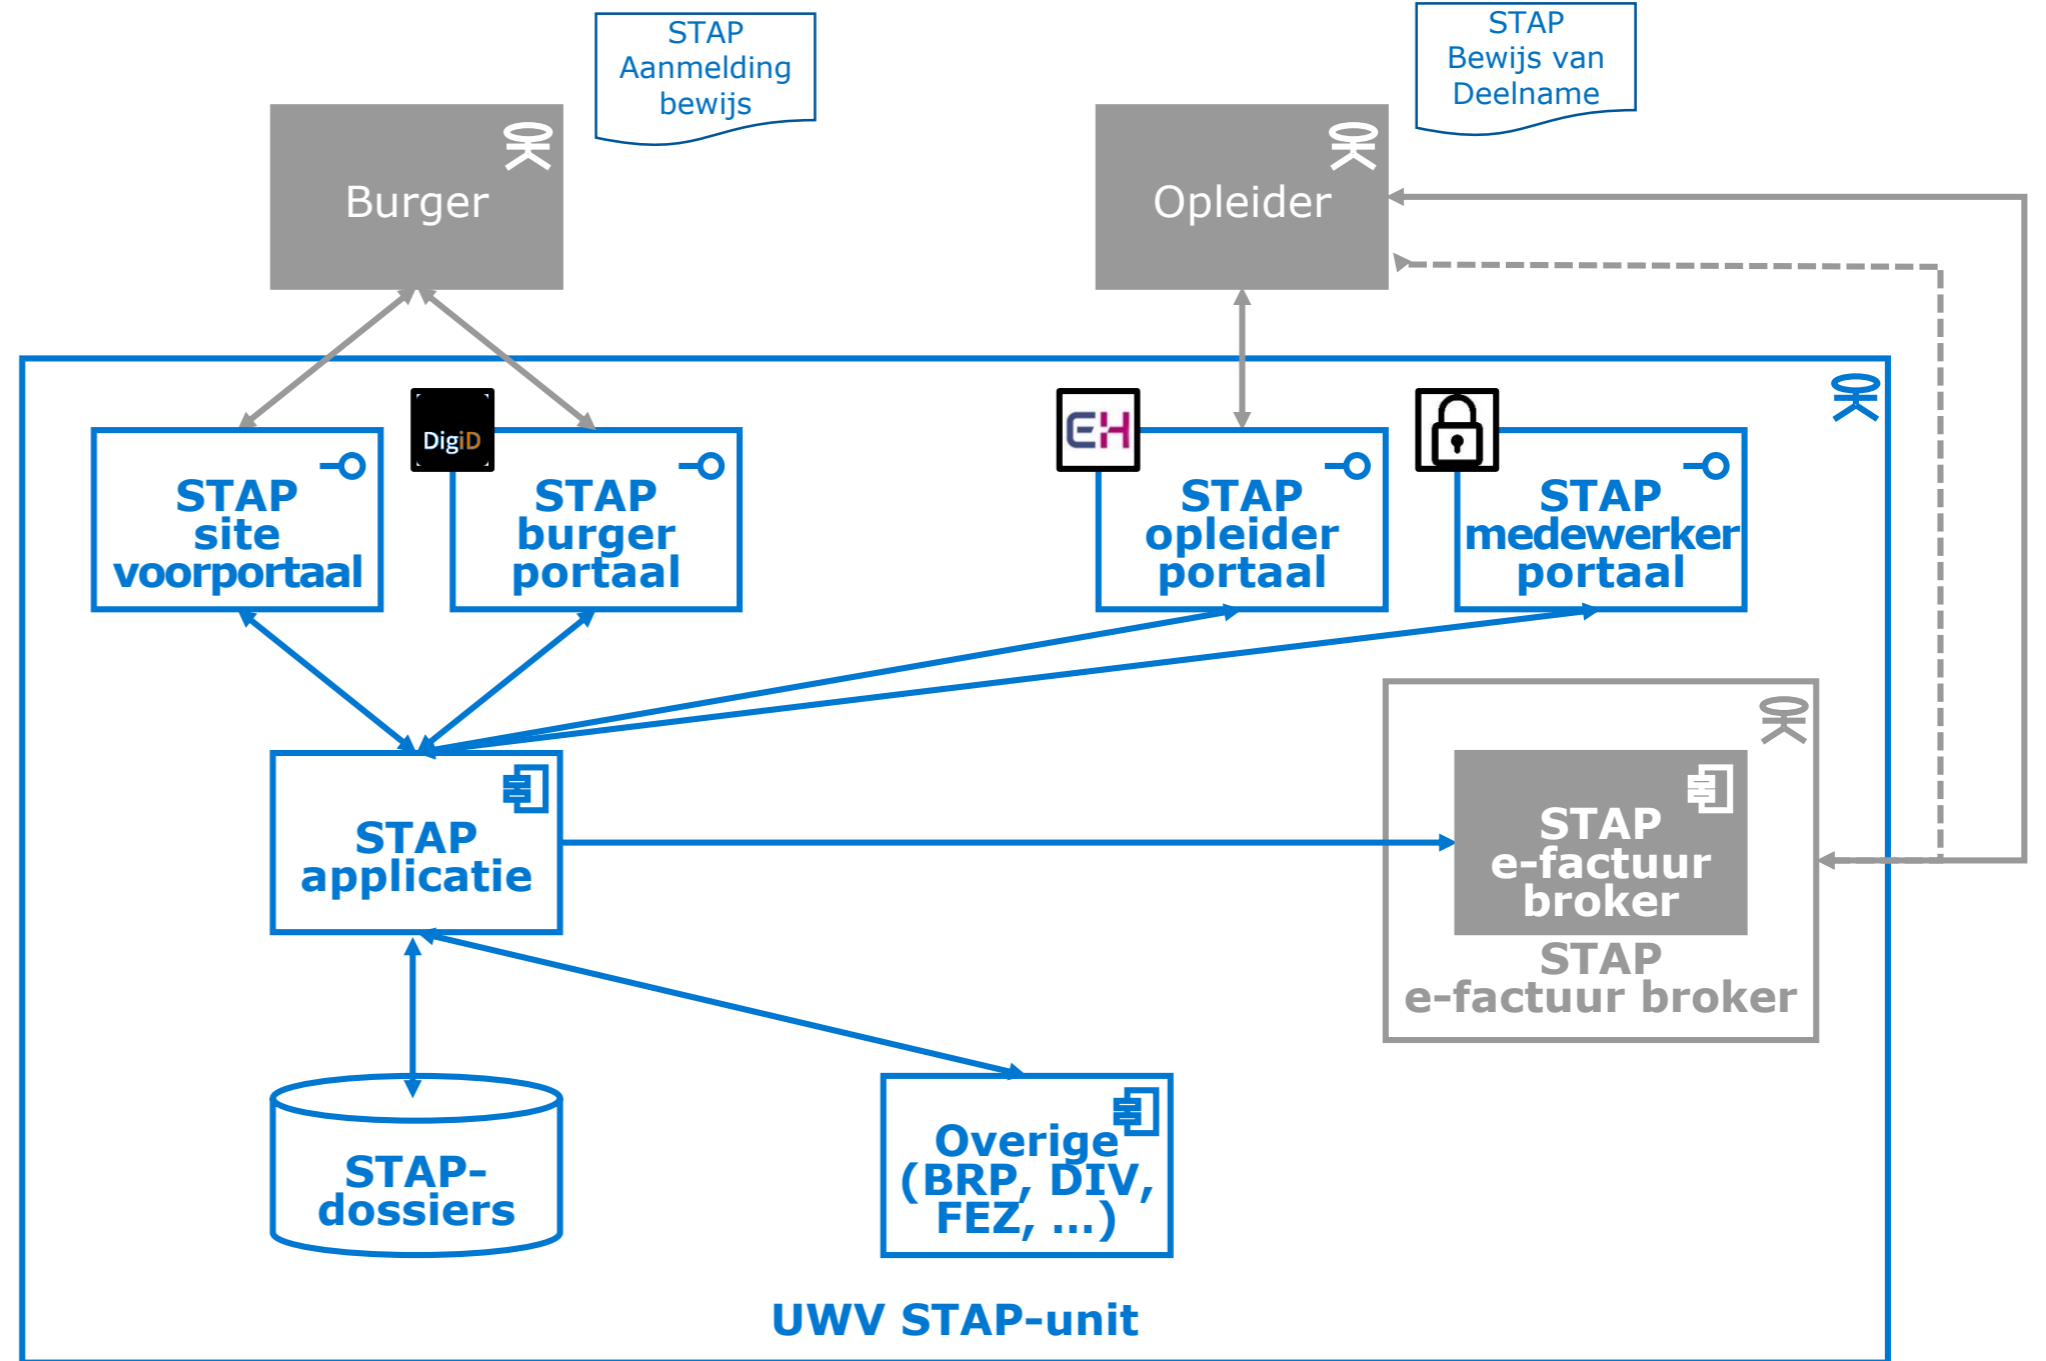 STAP
Aanmelding
bewijs
STAP
Bewijs van
Deelname
Burger
Opleider
DigiD
EH
STAP
site
voorportaal
STAP
burger
portaal
STAP
opleider
portaal
STAP
medewerker
portaal
STAP
applicatie
STAP
e-factuur
broker
STAP
e-factuur broker
STAP-
dossiers
Overige
(BRP, DIV,
FEZ, ...)
UWV STAP-unit